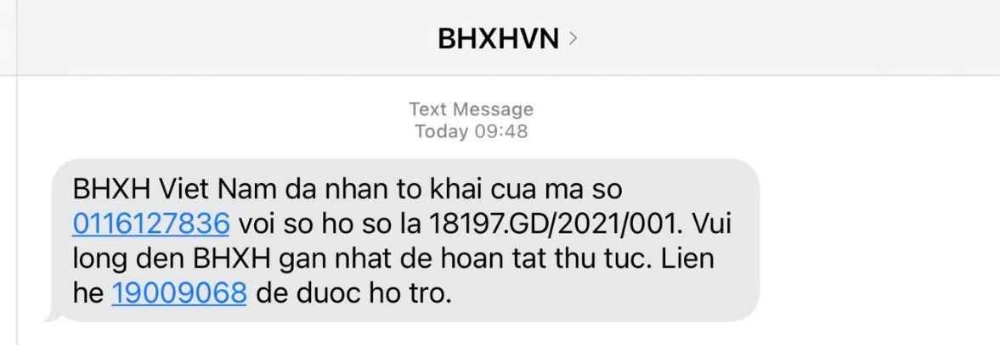 BHXHVN
Text Message
Today 09:48
BHXH Viet Nam da nhan to khai cua ma so
0116127836 voi so ho so la 18197.GD/2021/001. Vui
long den BHXH gan nhat de hoan tat thu tuc. Lien
he 19009068 de duoc ho tro.